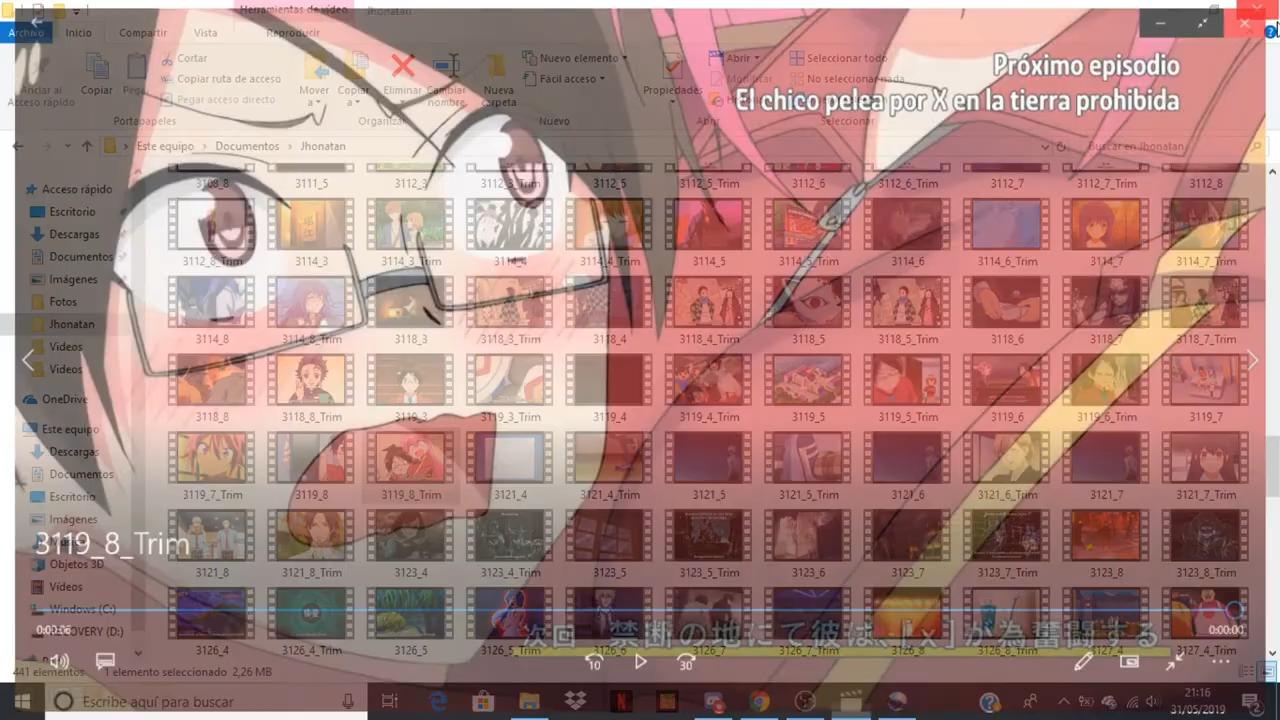 Herramientas de vídeo
Jhonatan
Archivo
Inicio
Compartir
Vista
Reproducir
Próximo episodio
El chico pelea por X en la tierra prohibida
Anclar al
Acceso rápido
Copiar
Cortar
Copiar ruta de acceso
Pegar acceso directo
Portapapeles
Mover
a
Copiar
a
Eliminar
Cambiar
nombre
Organizar
Nueva
carpeta
Nuevo elemento
Fácil acceso
Nuevo
Propiedades
Abrir
Modificar
Abrir
Seleccionar todo
No seleccionar nada
Seleccionar
Este equipo
Documentos
Jhonatan
Buscar en Jhonatan
Acceso rápido
Escritorio
Descargas
Documentos
Imágenes
Fotos
Jhonatan
Videos
Videos
OneDrive
Este equipo
Descargas
Documentos
Escritorio
Imágenes
Objetos 3D
Vídeos
Windows (C:)
RECOVERY (D:)
3108_8 3111_5 3112_3 3112_3_Trim 3112_5 3112_5_Trim 3112_6 3112_6_Trim 3112_7 3112_7_Trim 3112_8
3112_8_Trim 3114_3 3114_3_Trim 3114_4 3114_4_Trim 3114_5 3114_5_Trim 3114_6 3114_6_Trim 3114_7 3114_7_Trim
3114_8 3114_8_Trim 3118_3 3118_3_Trim 3118_4 3118_4_Trim 3118_5 3118_5_Trim 3118_6 3118_7 3118_7_Trim
3118_8 3118_8_Trim 3119_3 3119_3_Trim 3119_4 3119_4_Trim 3119_5 3119_5_Trim 3119_6 3119_6_Trim 3119_7
3119_7_Trim 3119_8 3119_8_Trim 3121_4 3121_4_Trim 3121_5 3121_5_Trim 3121_6 3121_6_Trim 3121_7 3121_7_Trim
3121_8 3121_8_Trim 3123_4 3123_4_Trim 3123_5 3123_5_Trim 3123_6 3123_7 3123_7_Trim 3123_8 3123_8_Trim
3126_4 3126_4_Trim 3126_5 3126_5_Trim 3126_6 3126_7 3126_7_Trim 3126_8 3126_8_Trim 3127_4 3127_4_Trim
3119_8_Trim
0:00:06
0:00:00
次回 禁断の地にて彼は、「x」が為奮闘する
10
30
441 elementos
1 elemento seleccionado 2,26 MB
Escribe aquí para buscar
21:16
31/05/2019
2